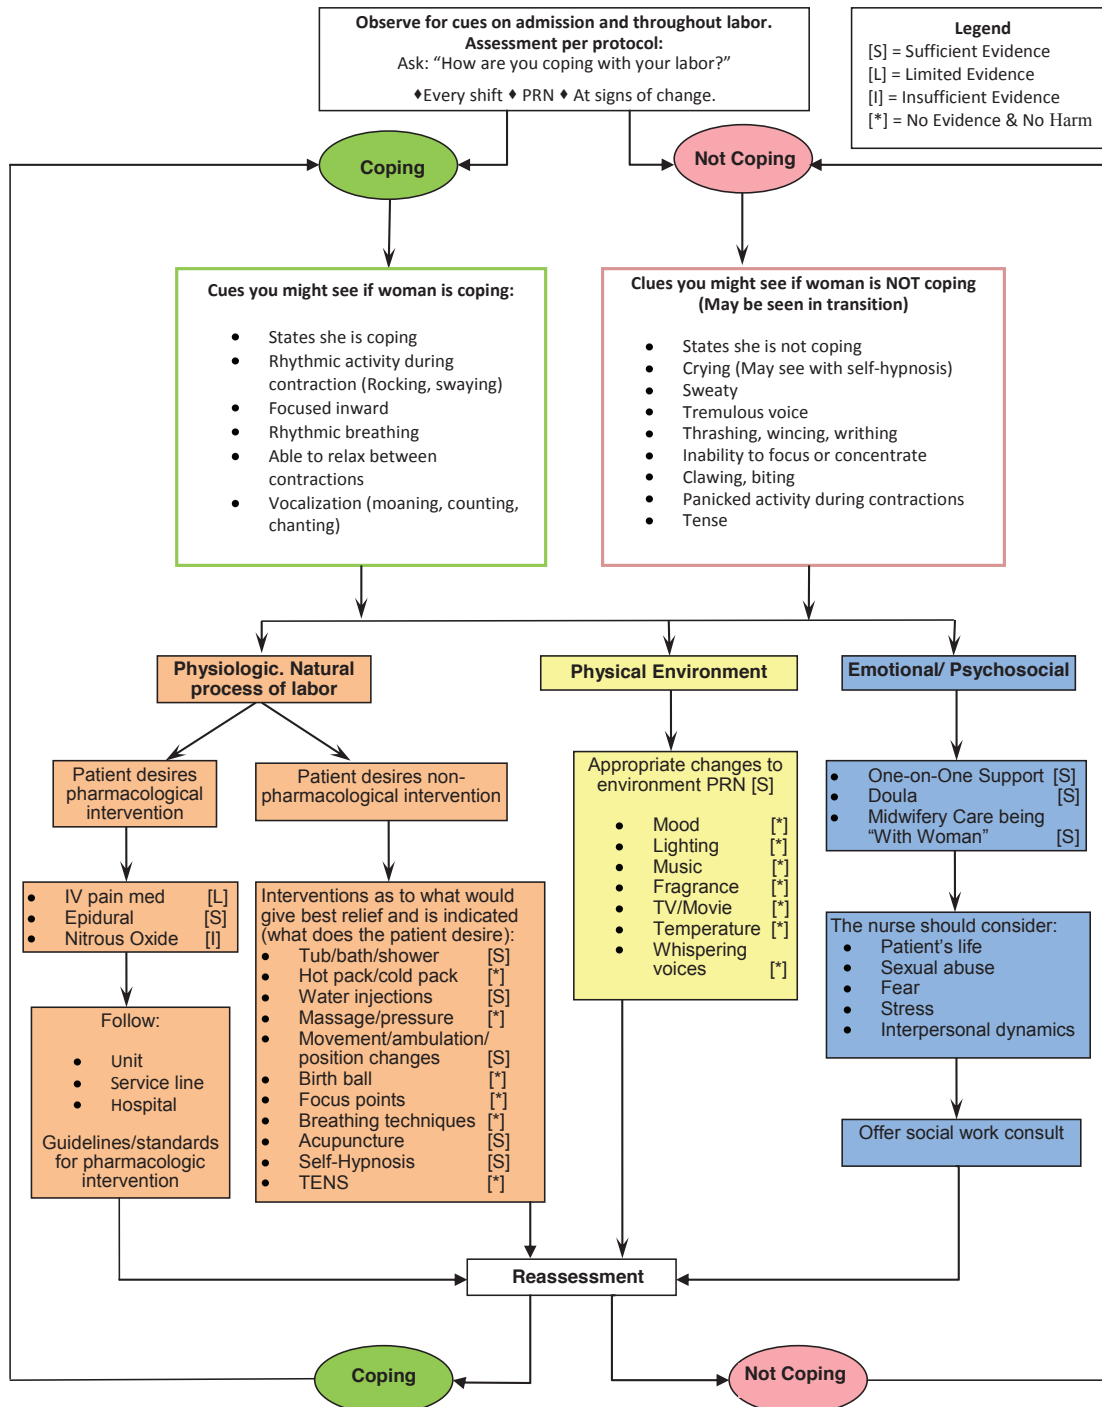 Observe for cues on admission and throughout labor.
Assessment per protocol:
Ask: “How are you coping with your labor?”
♦Every shift ♦ PRN ♦ At signs of change.
Legend
[S] = Sufficient Evidence
[L] = Limited Evidence
[I] = Insufficient Evidence
[*] = No Evidence & No Harm
Coping
Not Coping
Cues you might see if woman is coping:
• States she is coping
• Rhythmic activity during
contraction (Rocking, swaying)
• Focused inward
• Rhythmic breathing
• Able to relax between
contractions
• Vocalization (moaning, counting,
chanting)
Clues you might see if woman is NOT coping
(May be seen in transition)
• States she is not coping
• Crying (May see with self-hypnosis)
• Sweaty
• Tremulous voice
• Thrashing, wincing, writhing
• Inability to focus or concentrate
• Clawing, biting
• Panicked activity during contractions
• Tense
Physiologic. Natural
process of labor
Physical Environment
Emotional/ Psychosocial
Patient desires
pharmacological
intervention
Patient desires non-
pharmacological intervention
• IV pain med [L]
• Epidural [S]
• Nitrous Oxide [I]
Follow:
• Unit
• Service line
• Hospital
Guidelines/standards
for pharmacologic
intervention
Interventions as to what would
give best relief and is indicated
(what does the patient desire):
• Tub/bath/shower [S]
• Hot pack/cold pack [*]
• Water injections [S]
• Massage/pressure [*]
• Movement/ambulation/
position changes [S]
• Birth ball [*]
• Focus points [*]
• Breathing techniques [*]
• Acupuncture [S]
• Self-Hypnosis [S]
• TENS [*]
Appropriate changes to
environment PRN [S]
• Mood [*]
• Lighting [*]
• Music [*]
• Fragrance [*]
• TV/Movie [*]
• Temperature [*]
• Whispering
voices [*]
• One-on-One Support [S]
• Doula [S]
• Midwifery Care being
“With Woman” [S]
The nurse should consider:
• Patient’s life
• Sexual abuse
• Fear
• Stress
• Interpersonal dynamics
Offer social work consult
Reassessment
Coping
Not Coping